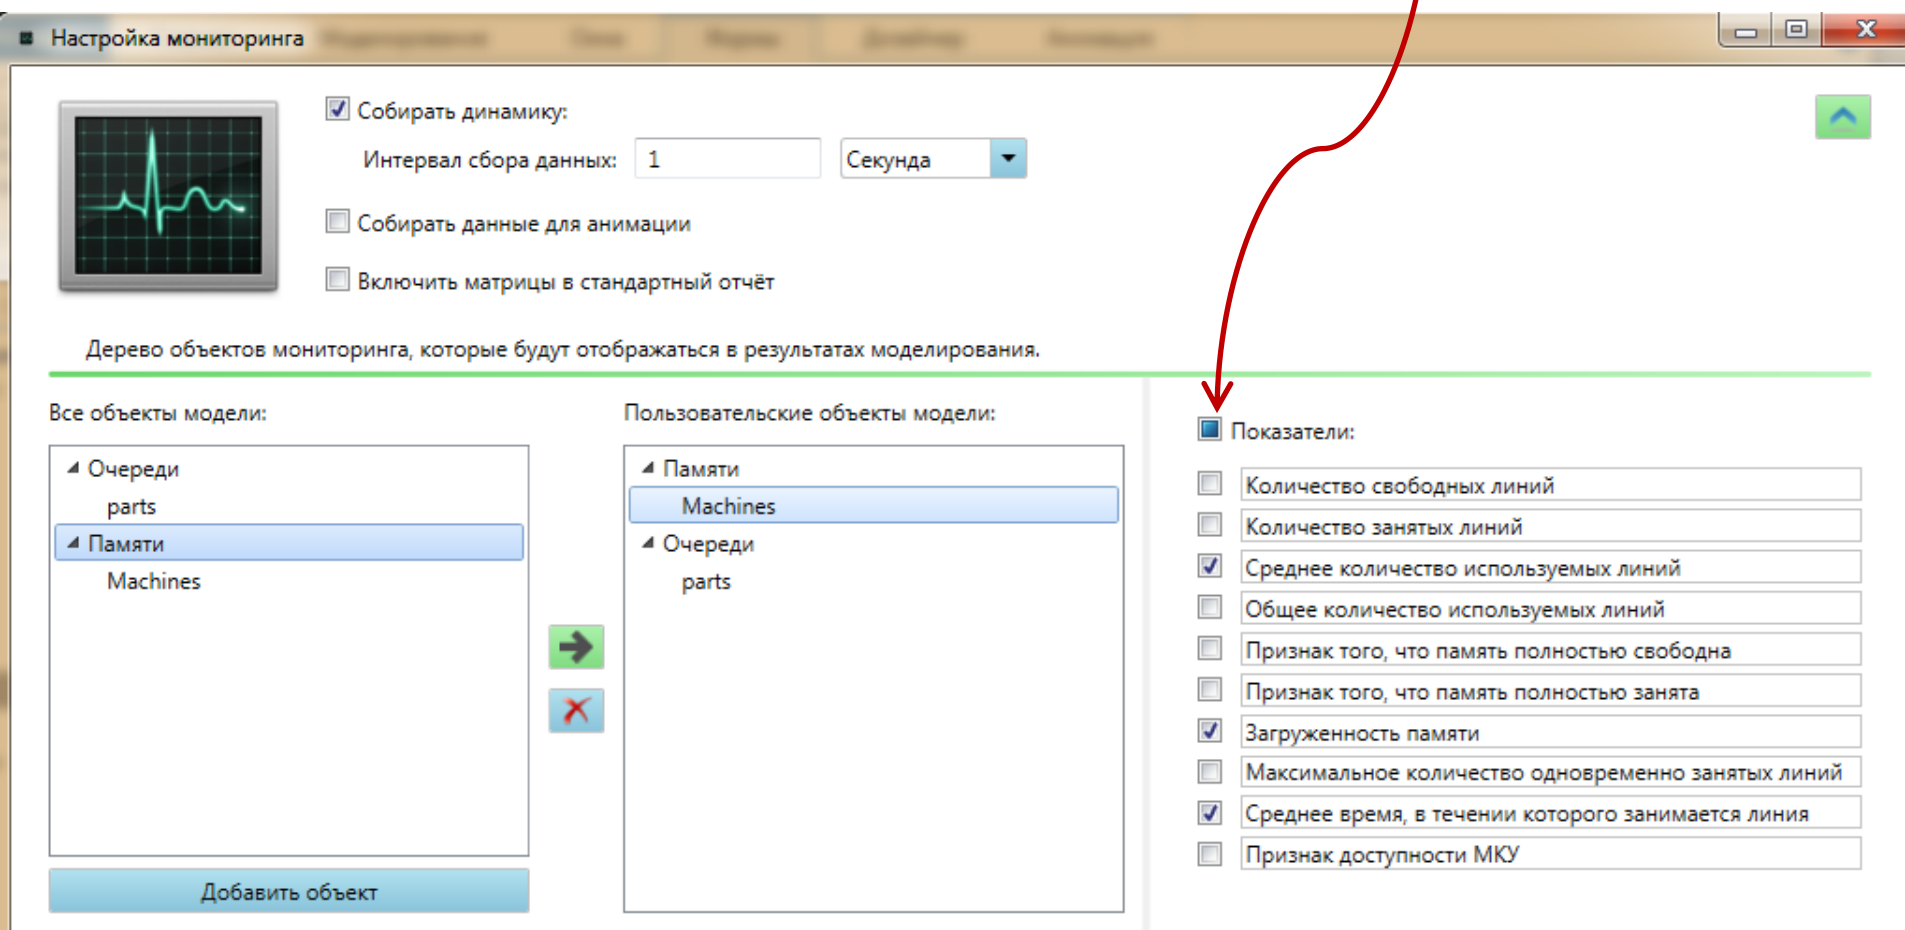 Настройка мониторинга
Собирать динамику:
Интервал сбора данных: 1 Секунда
Собирать данные для анимации
Включить матрицы в стандартный отчёт
Дерево объектов мониторинга, которые будут отображаться в результатах моделирования.
Все объекты модели:
Очереди
parts
Памяти
Machines
Добавить объект
Пользовательские объекты модели:
Памяти
Machines
Очереди
parts
Показатели:
Количество свободных линий
Количество занятых линий
Среднее количество используемых линий
Общее количество используемых линий
Признак того, что память полностью свободна
Признак того, что память полностью занята
Загруженность памяти
Максимальное количество одновременно занятых линий
Среднее время, в течении которого занимается линия
Признак доступности МКУ